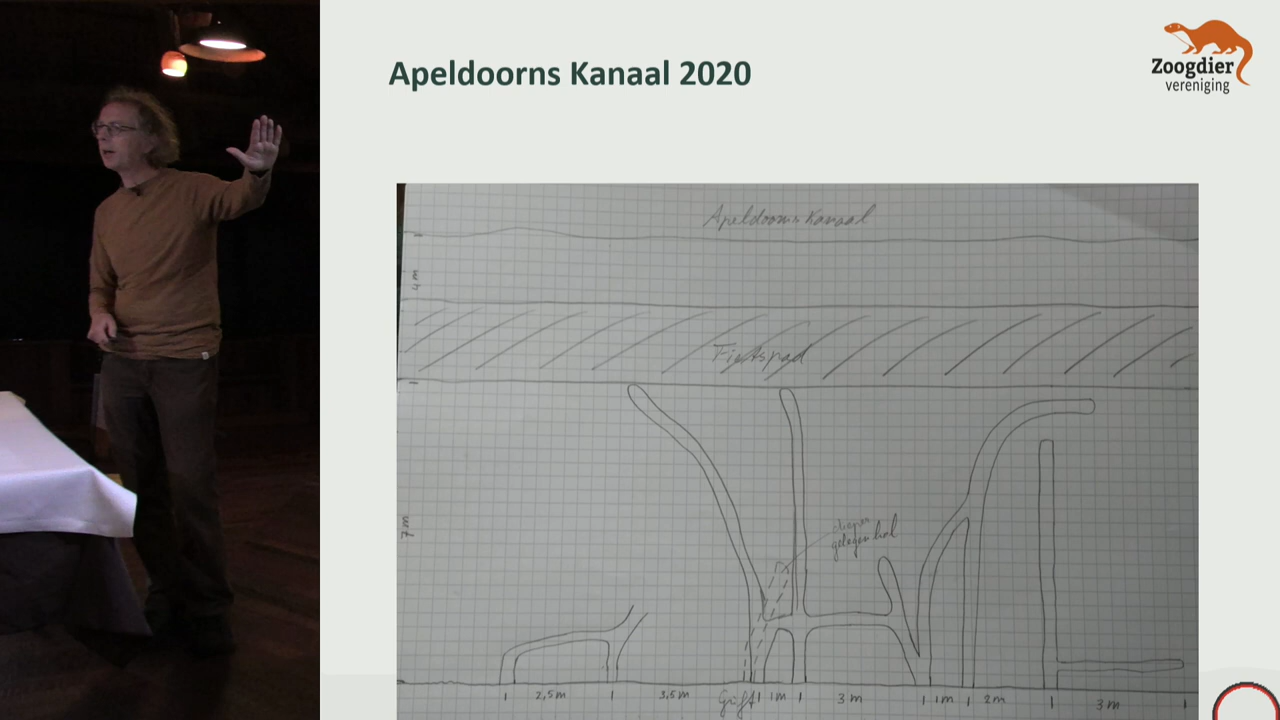 Apeldoorns Kanaal 2020
Zoogdier
vereniging
Apeldoorns Kanaal
4 m
Fietspad
7 m
dieper
gelegen hol
2,5 m
3,5 m
Grift
1 m
3 m
1 m
2 m
3 m